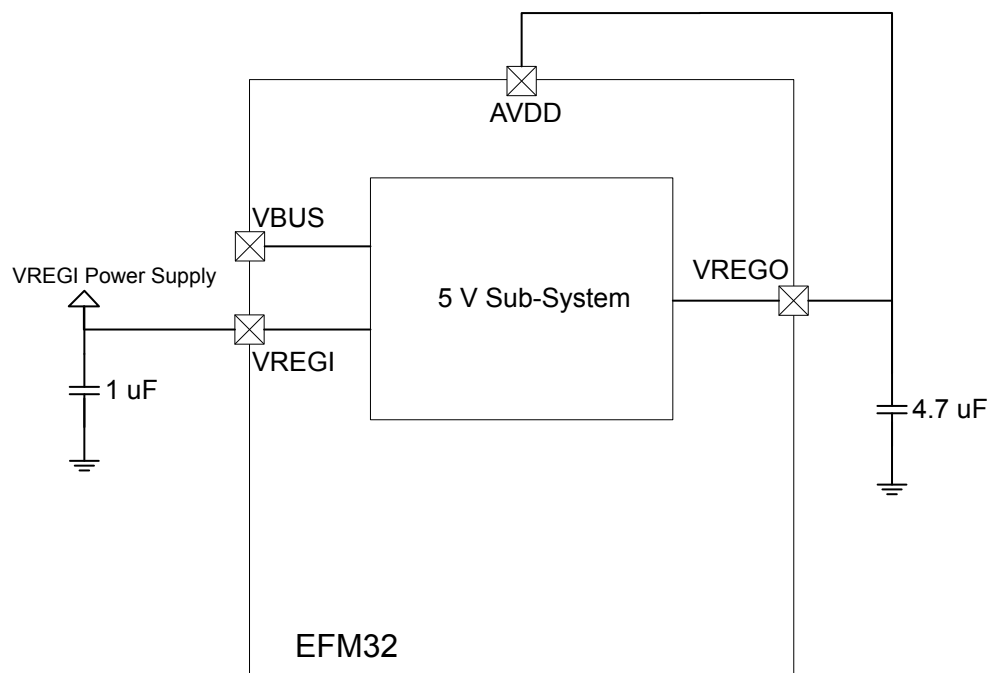 AVDD
VBUS
VREGI Power Supply
VREGO
5 V Sub-System
VREGI
1 uF
4.7 uF
EFM32